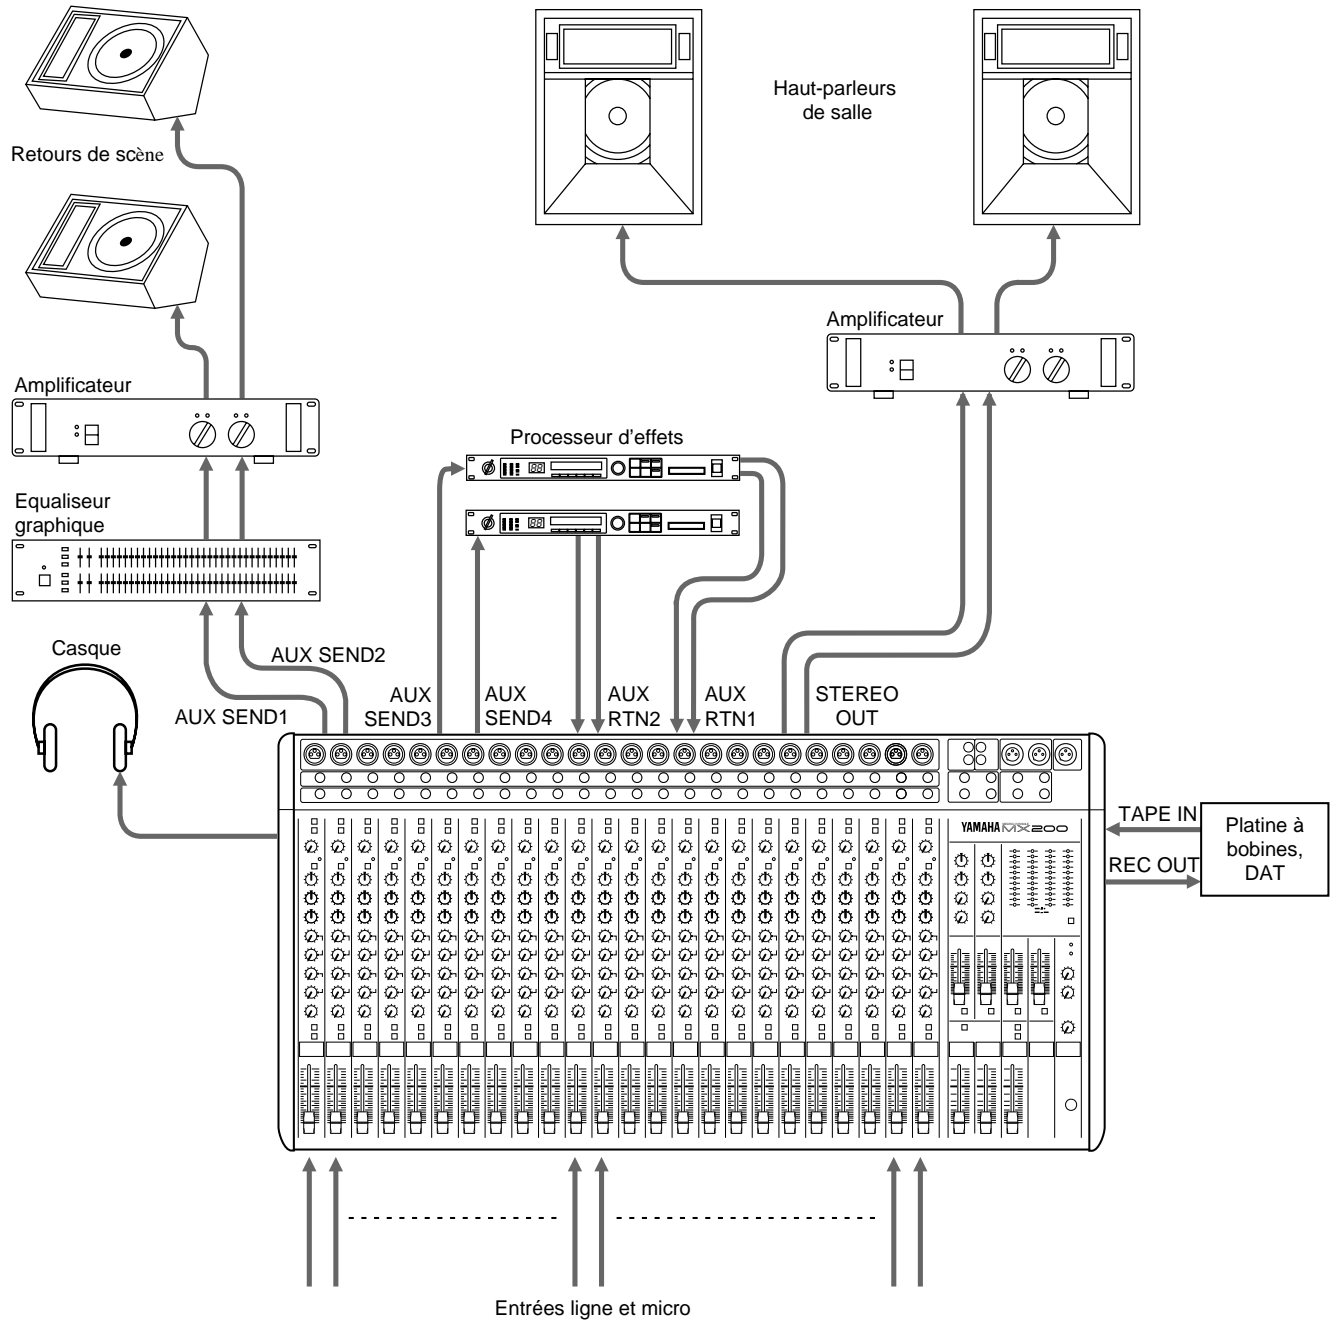 Haut-parleurs
de salle
Retours de scène
Amplificateur
Amplificateur
Processeur d'effets
Equaliseur
graphique
Casque
AUX SEND2
AUX SEND1
AUX
SEND3
AUX
SEND4
AUX
RTN2
AUX
RTN1
STEREO
OUT
TAPE IN
REC OUT
Platine à
bobines,
DAT
YAMAHA MX200
Entrées ligne et micro